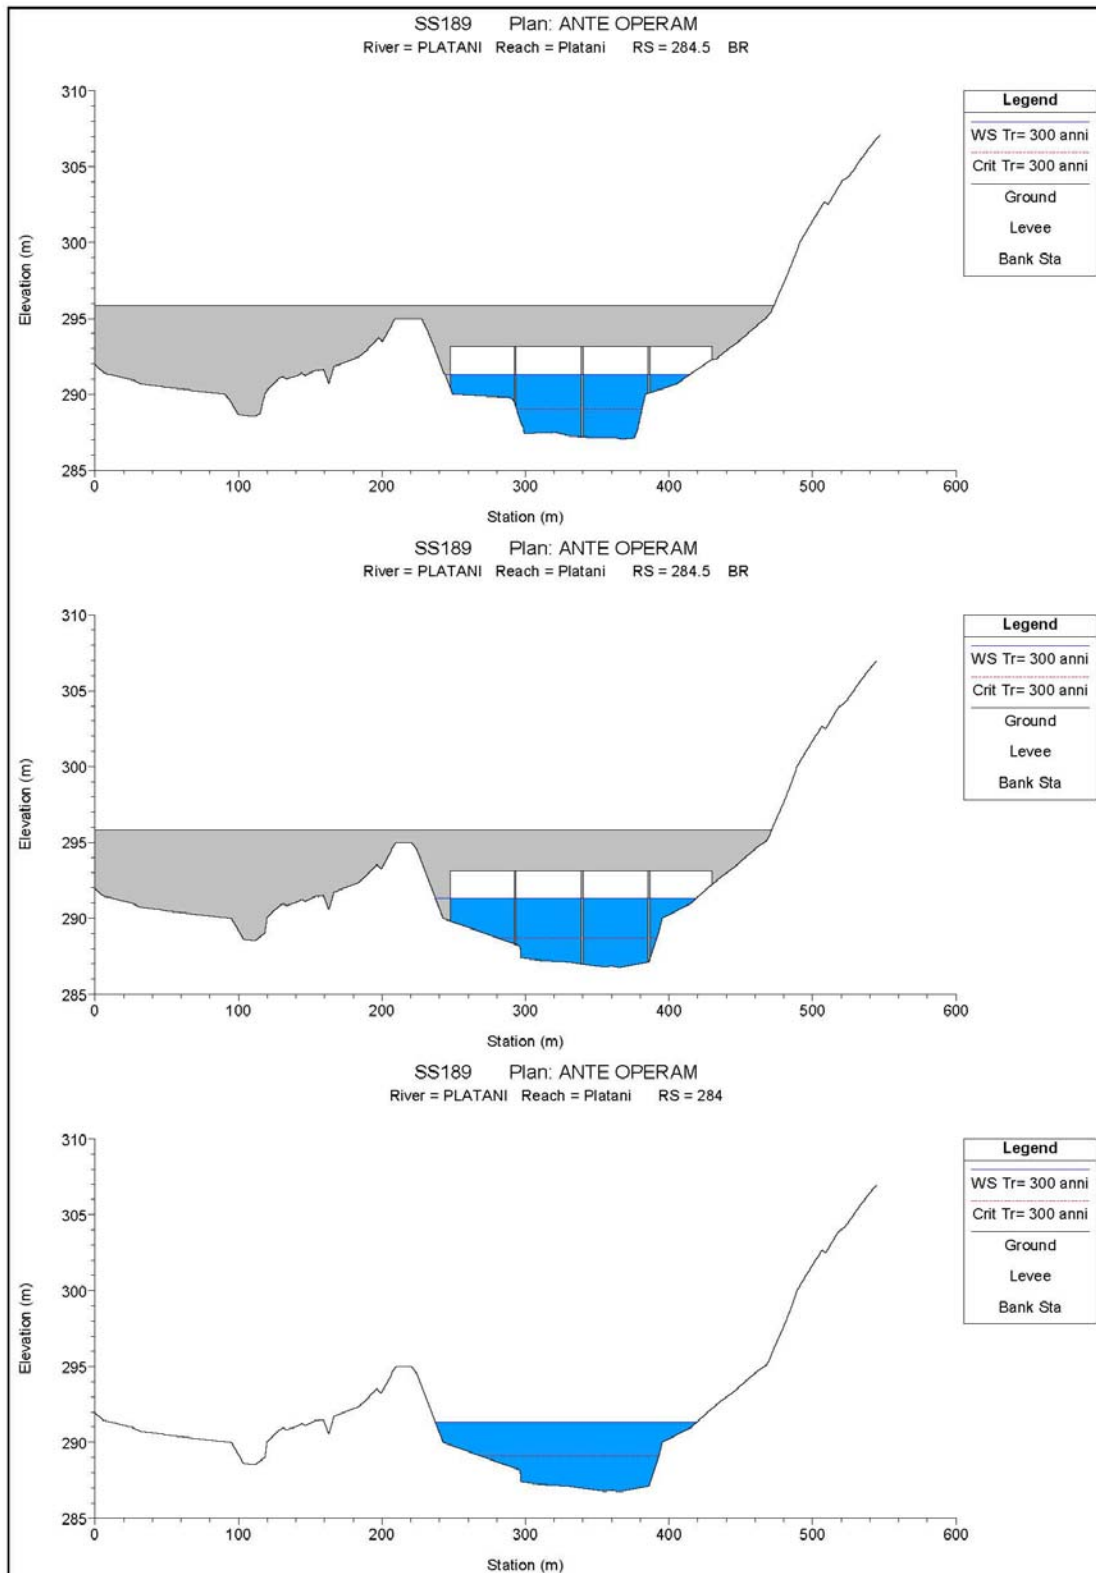 SS189 Plan: ANTE OPERAM
River = PLATANI Reach = Platani RS = 284.5 BR
310
305
300
295
290
285
Elevation (m)
0 100 200 300 400 500 600
Station (m)
Legend
WS Tr= 300 anni
Crit Tr= 300 anni
Ground
Levee
Bank Sta
SS189 Plan: ANTE OPERAM
River = PLATANI Reach = Platani RS = 284.5 BR
310
305
300
295
290
285
Elevation (m)
0 100 200 300 400 500 600
Station (m)
Legend
WS Tr= 300 anni
Crit Tr= 300 anni
Ground
Levee
Bank Sta
SS189 Plan: ANTE OPERAM
River = PLATANI Reach = Platani RS = 284
310
305
300
295
290
285
Elevation (m)
0 100 200 300 400 500 600
Station (m)
Legend
WS Tr= 300 anni
Crit Tr= 300 anni
Ground
Levee
Bank Sta